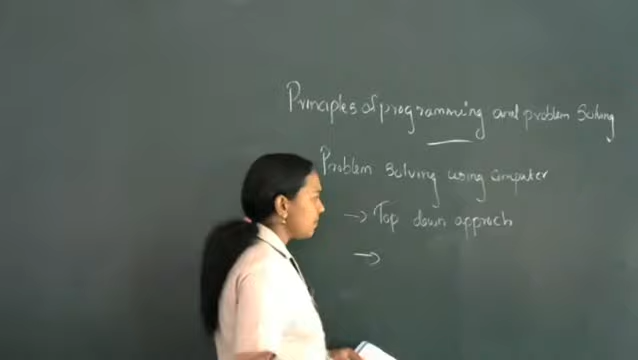 Principles of programming and problem Solving
Problem solving using computer
→ Top down approch
→